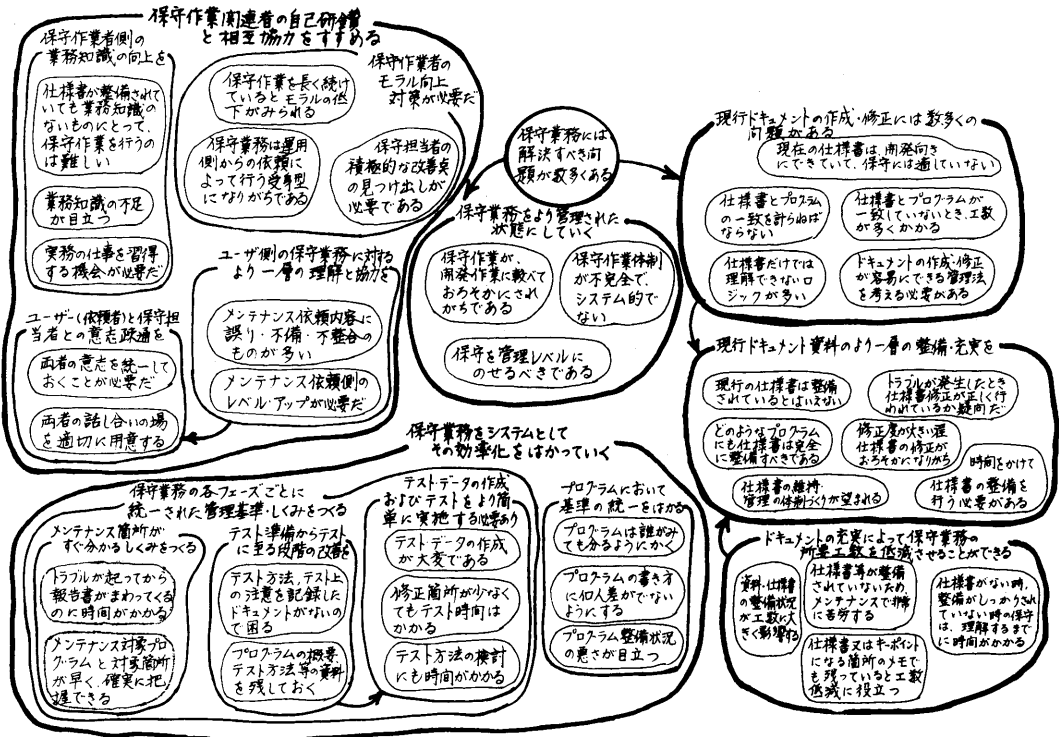 保守作業関連者の自己研鑽
と相互協力をすすめる
保守作業者側の
業務知識の向上を
仕様書が整備されて
いても業務知識の
ないものにとって、
保守作業を行うの
は難しい
業務知識の不足
が目立つ
実務の仕事を習得
する機会が必要だ
保守作業者の
モラル向上
対策が必要だ
保守作業を長く続け
ているとモラルの低
下がみられる
保守業務は運用
側からの依頼に
よって行う受身型
になりがちである
保守担当者の
積極的な改善点
の見つけ出しが
必要である
ユーザ側の保守業務に対する
より一層の理解と協力を
メンテナンス依頼内容に
誤り・不備・不整合の
ものが多い
メンテナンス依頼側の
レベル・アップが必要だ
ユーザー(依頼者)と保守担
当者との意志疎通を
両者の意志を統一して
おくことが必要だ
両者の話し合いの場
を適切に用意する
保守業務には
解決すべき問
題が数多くある
保守業務をより管理された
状態にしていく
保守作業が、
開発作業に較べて
おろそかにされ
がちである
保守作業体制
が不完全で、
システム的で
ない
保守を管理レベルに
のせるべきである
現行ドキュメントの作成・修正には数多くの
問題がある
現在の仕様書は、開発向き
にできていて、保守には適していない
仕様書とプログラム
の一致を計らねば
ならない
仕様書とプログラムが
一致していないとき、工数
が多くかかる
仕様書だけでは
理解できないロ
ジックが多い
ドキュメントの作成・修正
が容易にできる管理法
を考える必要がある
現行ドキュメント資料のより一層の整備・充実を
現行の仕様書は整備
されているとはいえない
トラブルが発生したとき
仕様書修正が正しく行
われているか疑問だ
どのようなプログラム
にも仕様書は完全
に整備すべきである
修正度が大きい程
仕様書の修正が
おろそかになりがち
仕様書の維持・
管理の体制づくりが望まれる
時間をかけて
仕様書の整備を
行う必要がある
ドキュメントの充実によって保守業務の
所要工数を低減させることができる
資料・仕様書
の整備状況
が工数に大
きく影響する
仕様書等が整備
されていないため、
メンテナンスで非常
に苦労する
仕様書がない時、
整備がしっかりされ
ていない時の保守
は、理解するまで
に時間がかかる
仕様書又はキーポイント
になる箇所のメモで
も残っていると工数
低減に役立つ
保守業務をシステムとして
その効率化をはかっていく
保守業務の各フェーズごとに
統一された管理基準・しくみをつくる
メンテナンス箇所が
すぐ分かるしくみをつくる
トラブルが起ってから
報告書がまわってくる
のに時間がかかる
メンテナンス対象プロ
グラムと対象箇所
が早く、確実に把
握できる
テスト準備からテスト
に至る段階の改善を
テスト方法、テスト上
の注意を記録した
ドキュメントがないの
で困る
プログラムの概要、
テスト方法等の資料
を残しておく
テスト・データの作成
およびテストをより簡
単に実施する必要あり
テスト・データの作成
が大変である
修正箇所が少なく
てもテスト時間は
かかる
テスト方法の検討
にも時間がかかる
プログラムにおいて
基準の統一をはかる
プログラムは誰がみ
ても分るようにかく
プログラムの書き方
に個人差がでない
ようにする
プログラム整備状況
の悪さが目立つ